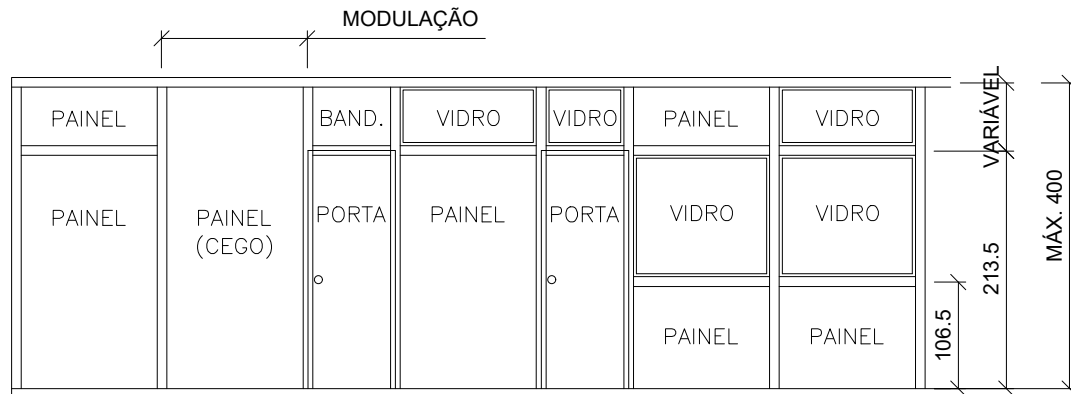 MODULAÇÃO
PAINEL
BAND.
VIDRO
VIDRO
PAINEL
VIDRO
VARIÁVEL
PAINEL
PAINEL
(CEGO)
PORTA
PAINEL
PORTA
VIDRO
VIDRO
213.5
MÁX. 400
PAINEL
PAINEL
106.5